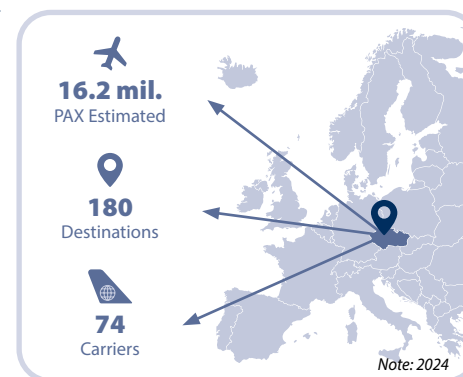 16.2 mil.
PAX Estimated
180
Destinations
74
Carriers
Note: 2024